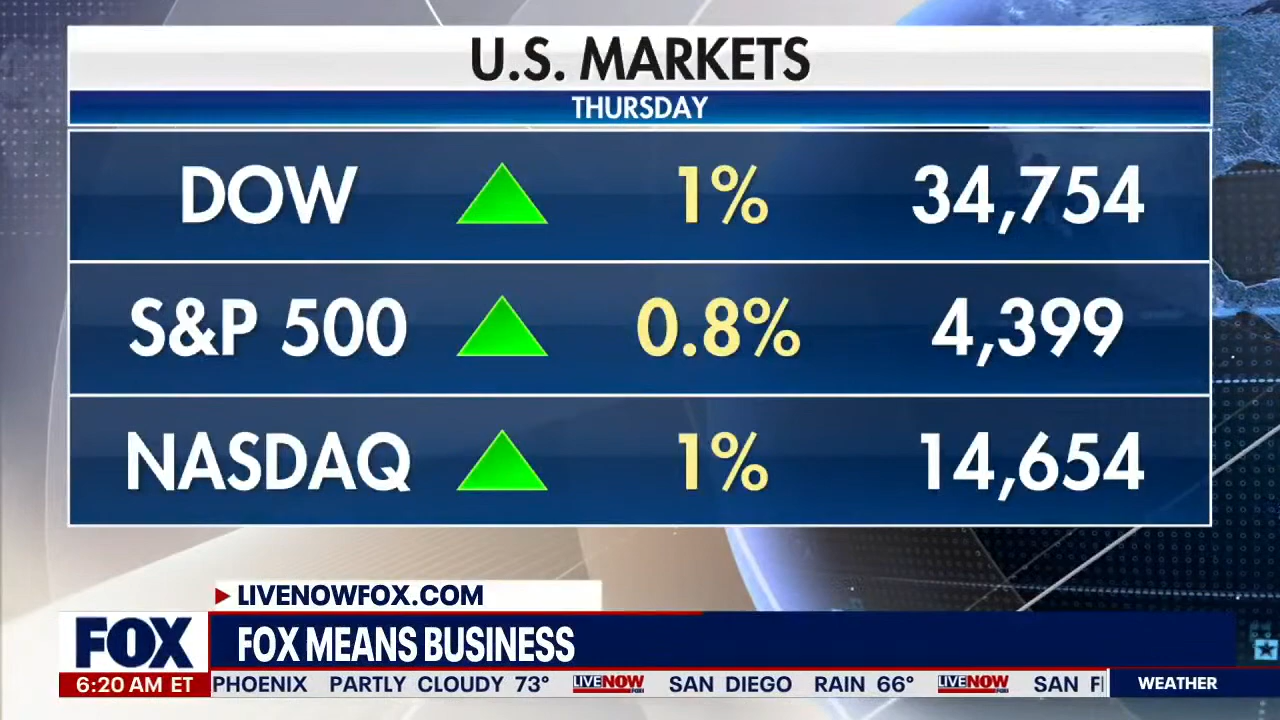 U.S. MARKETS
THURSDAY
DOW 1% 34,754
S&P 500 0.8% 4,399
NASDAQ 1% 14,654
LIVENOWFOX.COM
FOX MEANS BUSINESS
FOX
6:20 AM ET PHOENIX PARTLY CLOUDY 73° LIVENOW FOX SAN DIEGO RAIN 66° LIVENOW FOX SAN WEATHER